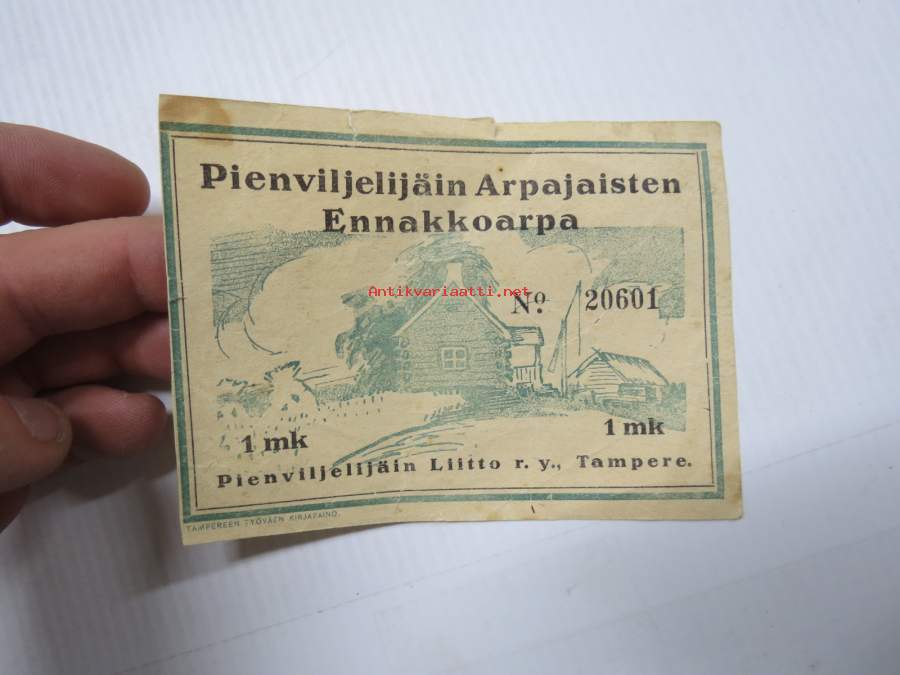 Pienviljelijäin Arpajaisten
Ennakkoarpa
Antikvariaatti.net
No. 20601
1 mk 1 mk
Pienviljelijäin Liitto r. y., Tampere.
TAMPEREEN TYÖVÄEN KIRJAPAINO.